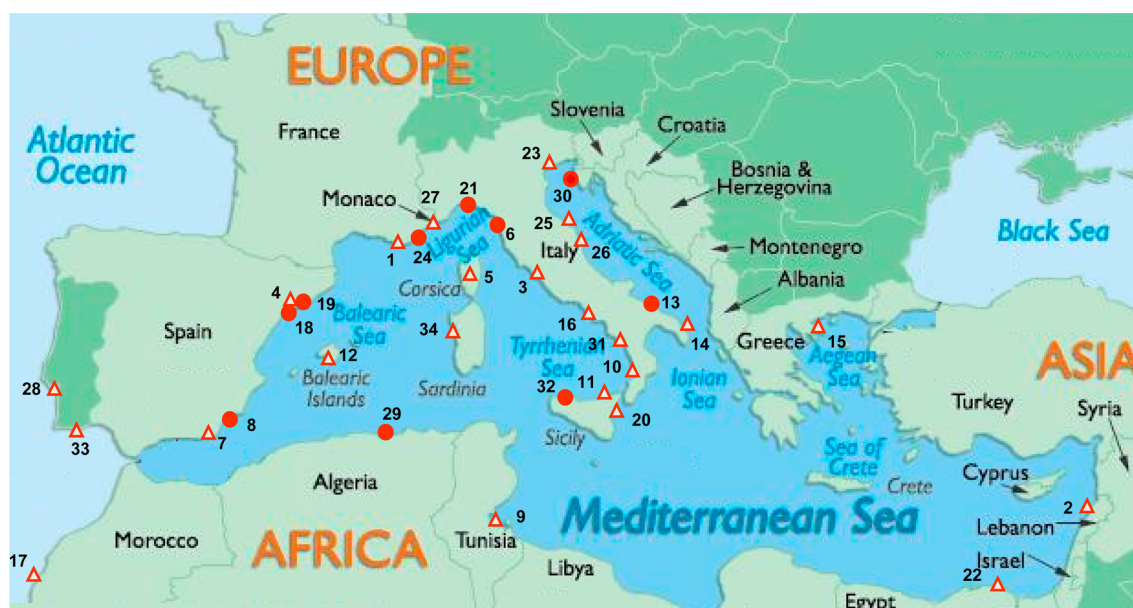 EUROPE
Atlantic
Ocean
France
Slovenia
Croatia
Bosnia &
Herzegovina
23
30
27
21
Monaco
Ligurian
Sea
6
1
24
25
26
Adriatic Sea
Italy
Black Sea
Montenegro
Albania
Corsica
5
3
4
19
18
Balearic
Sea
Spain
34
16
13
14
31
Greece
15
Aegean
Sea
ASIA
12
Balearic
Islands
Sardinia
Tyrrhenian
Sea
10
11
32
Ionian
Sea
20
Turkey
Syria
28
33
7
8
29
Sicily
Sea of
Crete
Crete
Cyprus
Algeria
Mediterranean Sea
2
Lebanon
Morocco
AFRICA
9
Tunisia
Libya
Israel
17
22
Egypt